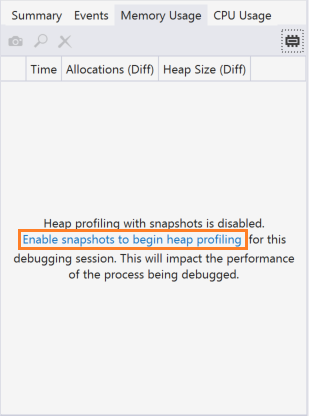 Summary Events Memory Usage CPU Usage
Time Allocations (Diff) Heap Size (Diff)
Heap profiling with snapshots is disabled.
Enable snapshots to begin heap profiling for this
debugging session. This will impact the performance
of the process being debugged.